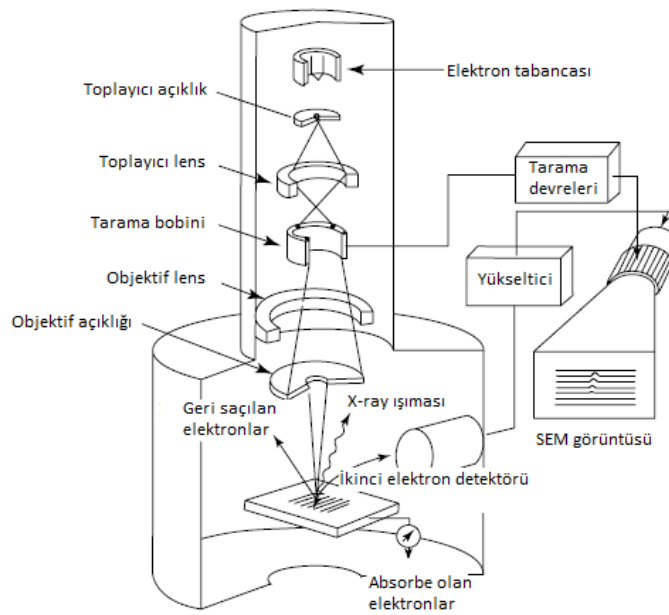 Elektron tabancası
Toplayıcı açıklık
Toplayıcı lens
Tarama
devreleri
Tarama bobini
Yükseltici
Objektif lens
Objektif açıklığı
Geri saçılan
elektronlar
X-ray ışıması
SEM görüntüsü
İkinci elektron detektörü
Absorbe olan
elektronlar